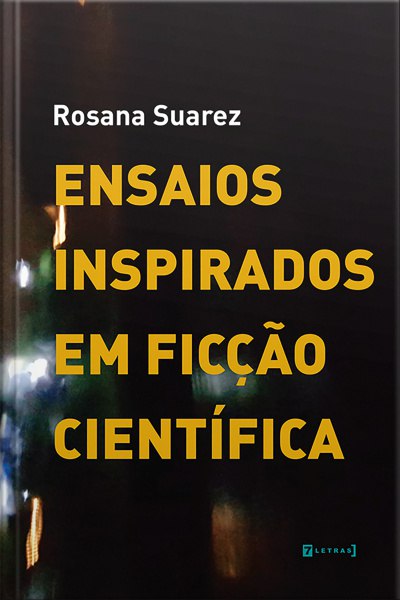 Rosana Suarez
ENSAIOS
INSPIRADOS
EM FICÇÃO
CIENTÍFICA
7LETRAS]